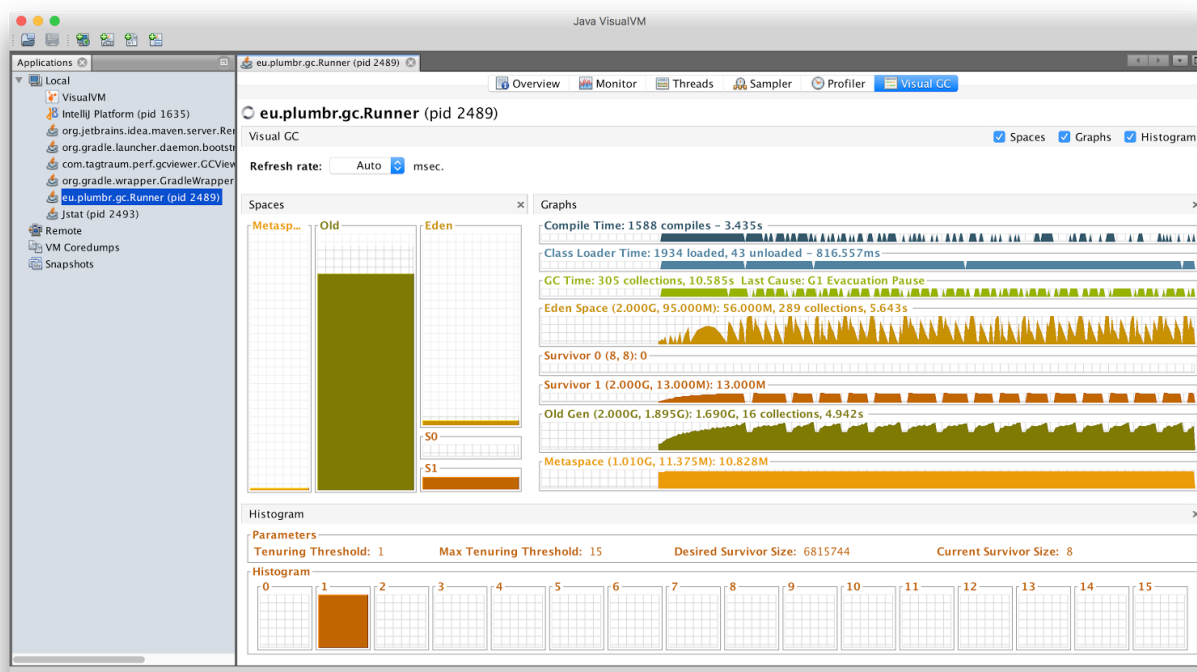 Java VisualVM
Applications
eu.plumbr.gc.Runner (pid 2489)
Local
VisualVM
IntelliJ Platform (pid 1635)
org.jetbrains.idea.maven.server.Rer
org.gradle.launcher.daemon.bootstr
com.tagtraum.perf.gcviewer.GCView
org.gradle.wrapper.GradleWrapper
eu.plumbr.gc.Runner (pid 2489)
Jstat (pid 2493)
Remote
VM Coredumps
Snapshots
Overview Monitor Threads Sampler Profiler Visual GC
eu.plumbr.gc.Runner (pid 2489)
Visual GC
Spaces Graphs Histogram
Refresh rate: Auto msec.
Spaces
Metasp... Old Eden
S0
S1
Graphs
Compile Time: 1588 compiles - 3.435s
Class Loader Time: 1934 loaded, 43 unloaded - 816.557ms
GC Time: 305 collections, 10.585s Last Cause: G1 Evacuation Pause
Eden Space (2.000G, 95.000M): 56.000M, 289 collections, 5.643s
Survivor 0 (8, 8): 0
Survivor 1 (2.000G, 13.000M): 13.000M
Old Gen (2.000G, 1.895G): 1.690G, 16 collections, 4.942s
Metaspace (1.010G, 11.375M): 10.828M
Histogram
Parameters
Tenuring Threshold: 1 Max Tenuring Threshold: 15 Desired Survivor Size: 6815744 Current Survivor Size: 8
Histogram
0 1 2 3 4 5 6 7 8 9 10 11 12 13 14 15